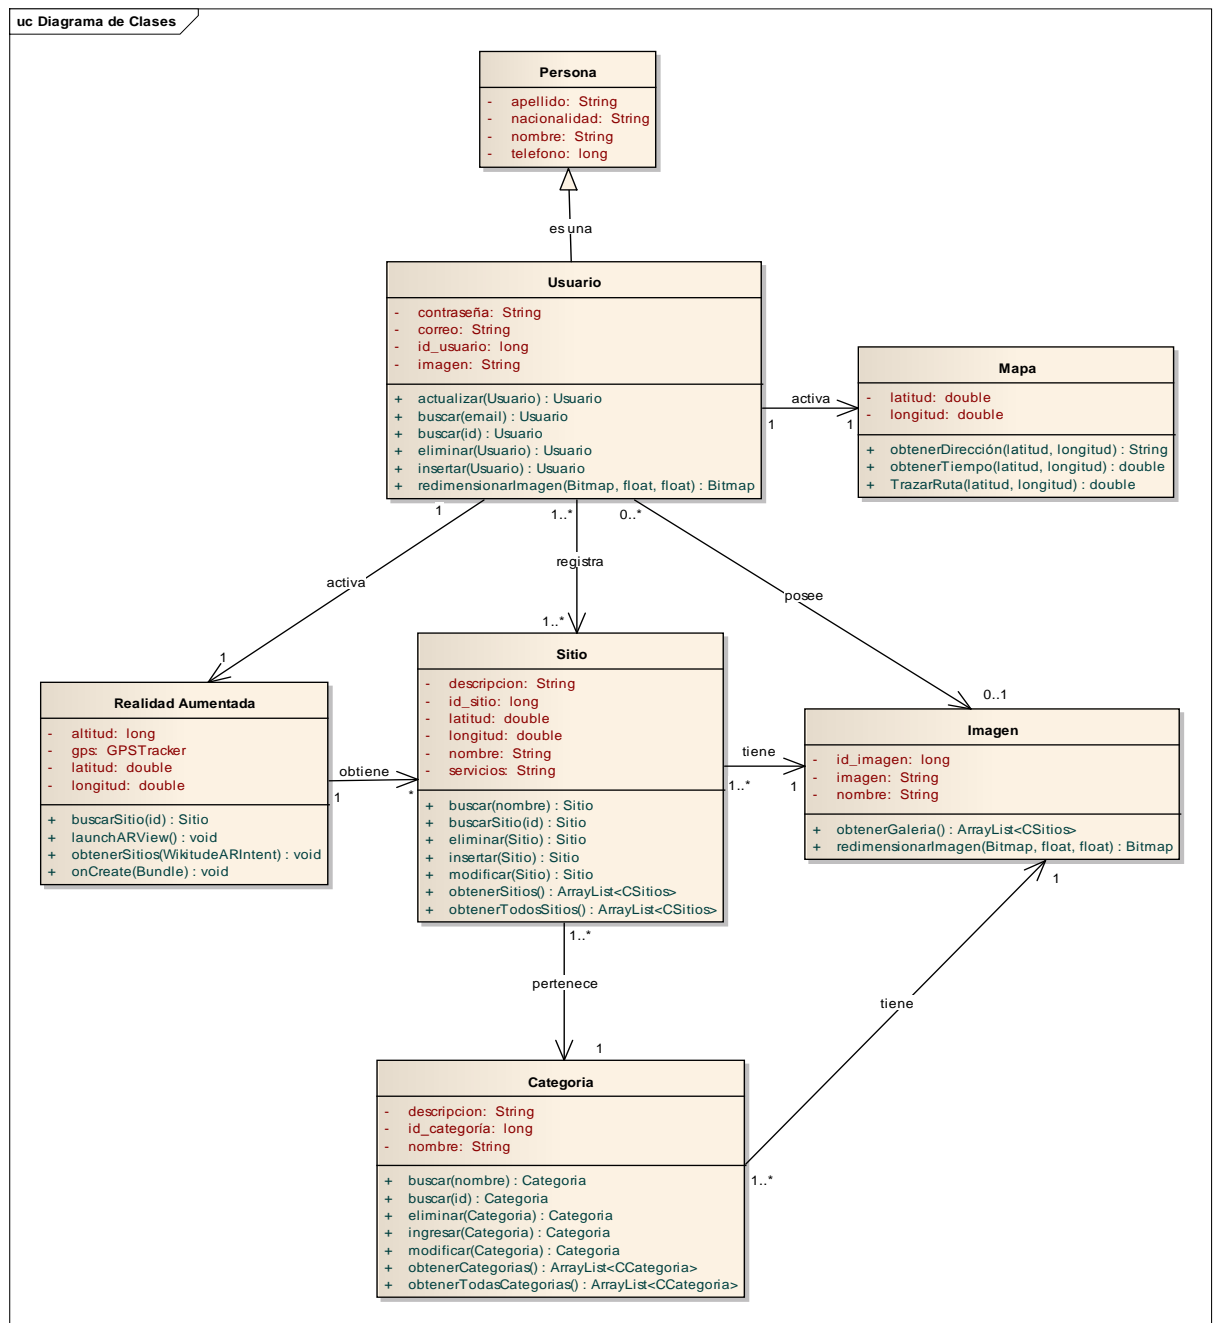 uc Diagrama de Clases
Persona
- apellido: String
- nacionalidad: String
- nombre: String
- telefono: long
es una
Usuario
- contraseña: String
- correo: String
- id_usuario: long
- imagen: String
+ actualizar(Usuario) : Usuario
+ buscar(email) : Usuario
+ buscar(id) : Usuario
+ eliminar(Usuario) : Usuario
+ insertar(Usuario) : Usuario
+ redimensionarImagen(Bitmap, float, float) : Bitmap
activa
1
1
Mapa
- latitud: double
- longitud: double
+ obtenerDirección(latitud, longitud) : String
+ obtenerTiempo(latitud, longitud) : double
+ TrazarRuta(latitud, longitud) : double
1
1..*
0..*
activa
registra
posee
1
1..*
0..1
Realidad Aumentada
- altitud: long
- gps: GPSTracker
- latitud: double
- longitud: double
+ buscarSitio(id) : Sitio
+ launchARView() : void
+ obtenerSitios(WikitudeARIntent) : void
+ onCreate(Bundle) : void
obtiene
1
*
Sitio
- descripcion: String
- id_sitio: long
- latitud: double
- longitud: double
- nombre: String
- servicios: String
+ buscar(nombre) : Sitio
+ buscarSitio(id) : Sitio
+ eliminar(Sitio) : Sitio
+ insertar(Sitio) : Sitio
+ modificar(Sitio) : Sitio
+ obtenerSitios() : ArrayList<CSitios>
+ obtenerTodosSitios() : ArrayList<CSitios>
tiene
1..*
1
Imagen
- id_imagen: long
- imagen: String
- nombre: String
+ obtenerGaleria() : ArrayList<CSitios>
+ redimensionarImagen(Bitmap, float, float) : Bitmap
1
1..*
pertenece
tiene
1
Categoria
- descripcion: String
- id_categoría: long
- nombre: String
+ buscar(nombre) : Categoria
+ buscar(id) : Categoria
+ eliminar(Categoria) : Categoria
+ ingresar(Categoria) : Categoria
+ modificar(Categoria) : Categoria
+ obtenerCategorias() : ArrayList<CCategoria>
+ obtenerTodasCategorias() : ArrayList<CCategoria>
1..*